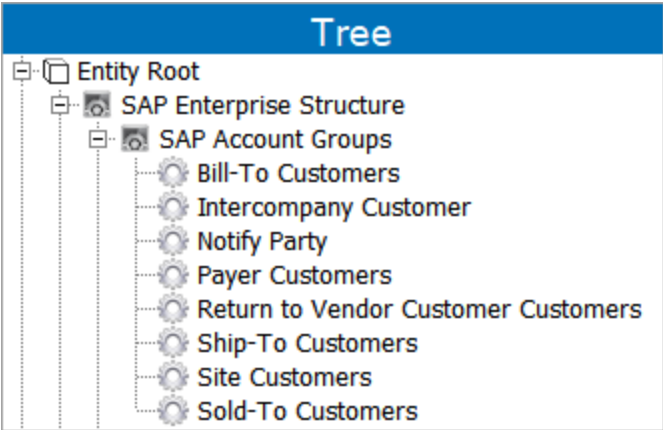 Tree
Entity Root
SAP Enterprise Structure
SAP Account Groups
Bill-To Customers
Intercompany Customer
Notify Party
Payer Customers
Return to Vendor Customer Customers
Ship-To Customers
Site Customers
Sold-To Customers